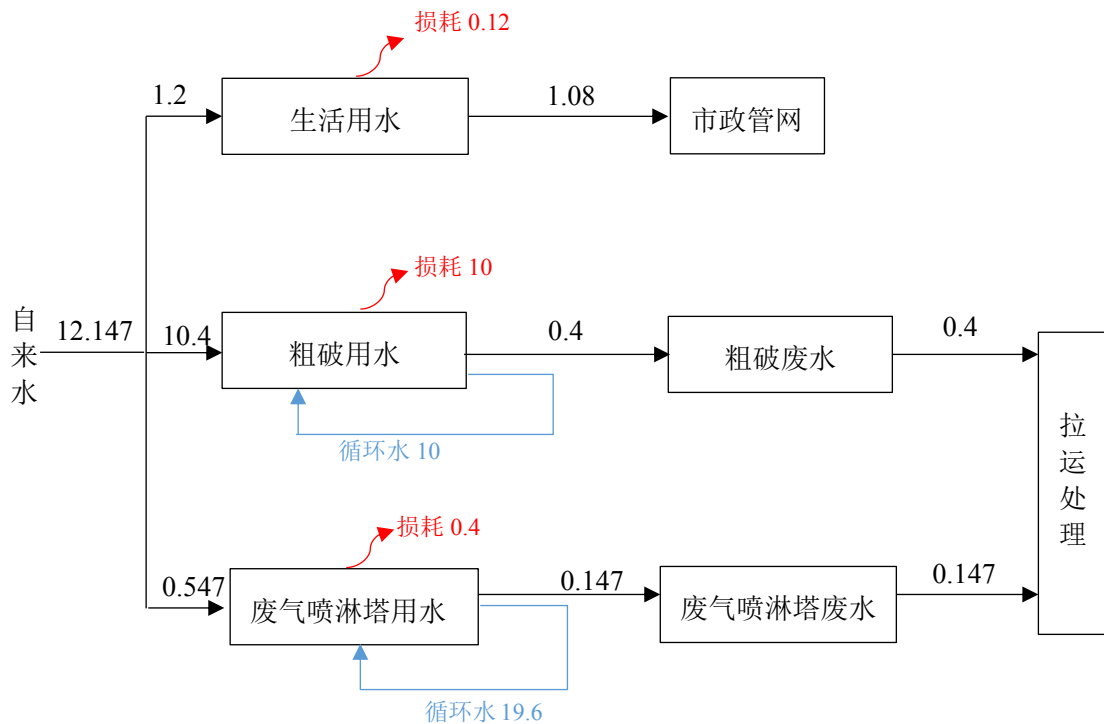 损耗 0.12
1.2
生活用水
1.08
市政管网
损耗 10
自来水
12.147
10.4
粗破用水
0.4
粗破废水
0.4
循环水 10
拉运处理
损耗 0.4
0.547
废气喷淋塔用水
0.147
废气喷淋塔废水
0.147
循环水 19.6